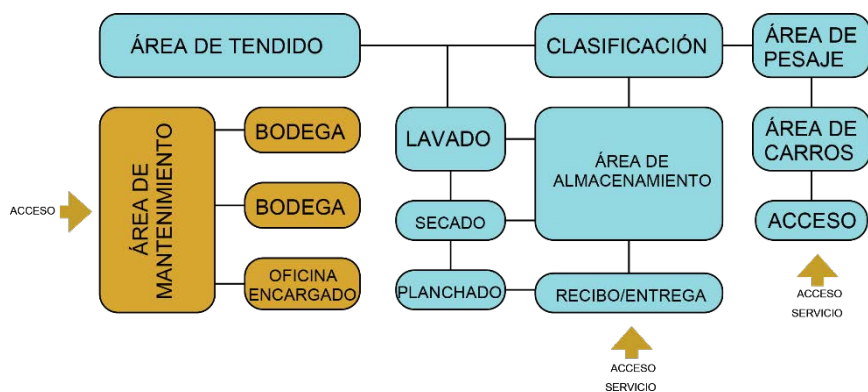 ÁREA DE TENDIDO
CLASIFICACIÓN
ÁREA DE
PESAJE
ÁREA DE
MANTENIMIENTO
BODEGA
BODEGA
OFICINA
ENCARGADO
LAVADO
SECADO
PLANCHADO
ÁREA DE
ALMACENAMIENTO
RECIBO/ENTREGA
ÁREA DE
CARROS
ACCESO
ACCESO
ACCESO
SERVICIO
ACCESO
SERVICIO